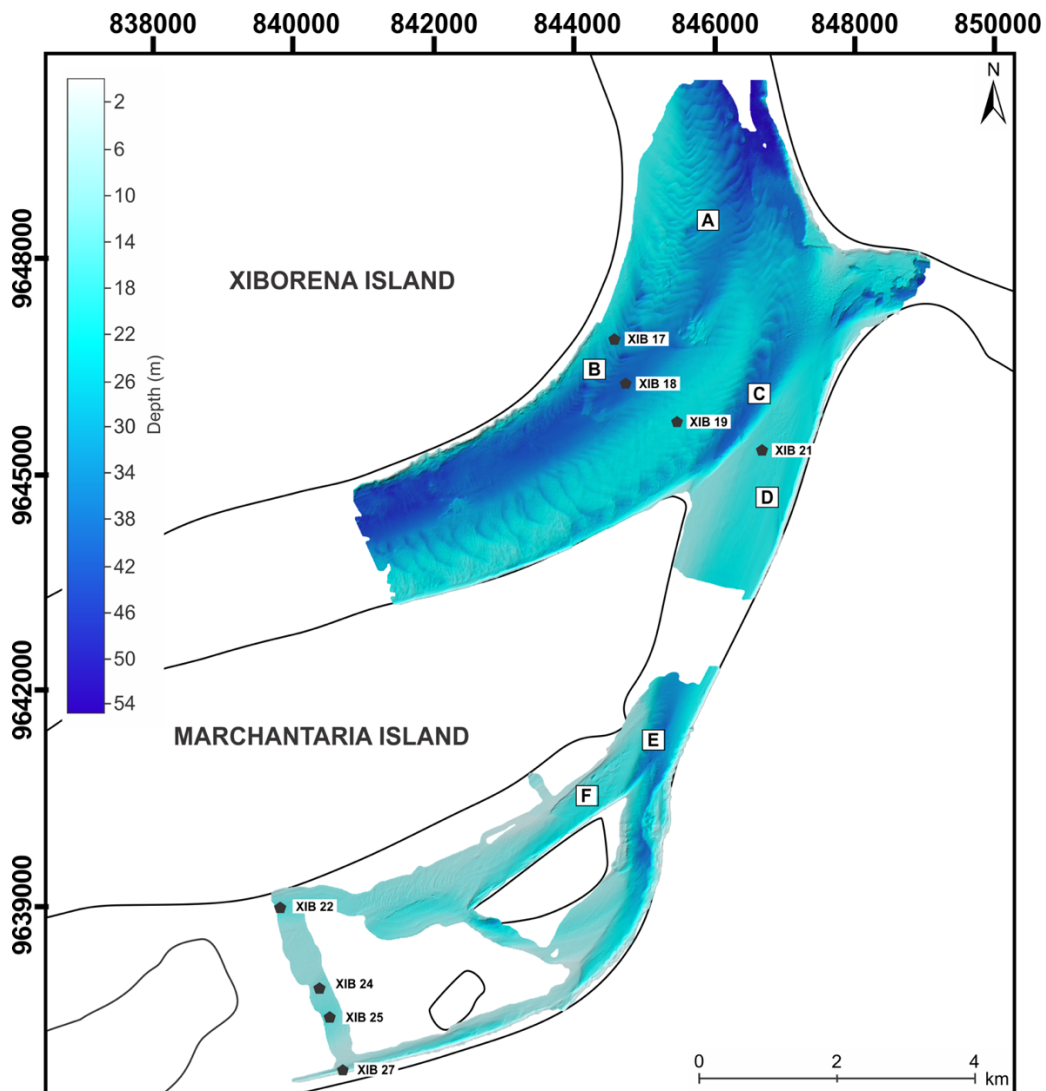 838000 840000 842000 844000 846000 848000 850000
N
2
6
10
14
18
22
26
30
34
38
42
46
50
54
Depth (m)
9648000
9645000
9642000
9639000
A
XIBORENA ISLAND
XIB 17
B
XIB 18
C
XIB 19
XIB 21
D
MARCHANTARIA ISLAND
E
F
XIB 22
XIB 24
XIB 25
XIB 27
0 2 4
km